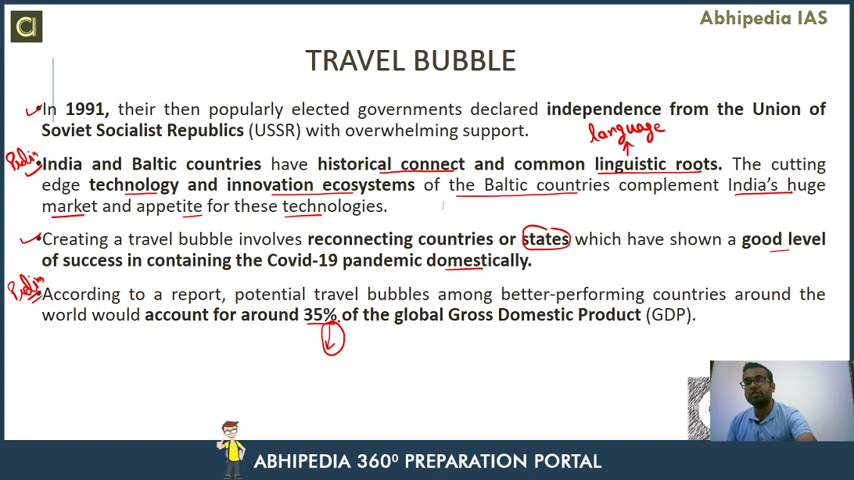 Abhipedia IAS
TRAVEL BUBBLE
•In 1991, their then popularly elected governments declared independence from the Union of
Soviet Socialist Republics (USSR) with overwhelming support.
language
•India and Baltic countries have historical connect and common linguistic roots. The cutting
edge technology and innovation ecosystems of the Baltic countries complement India's huge
market and appetite for these technologies.
•Creating a travel bubble involves reconnecting countries or states which have shown a good level
of success in containing the Covid-19 pandemic domestically.
•According to a report, potential travel bubbles among better-performing countries around the
world would account for around 35% of the global Gross Domestic Product (GDP).
ABHIPEDIA 360⁰ PREPARATION PORTAL